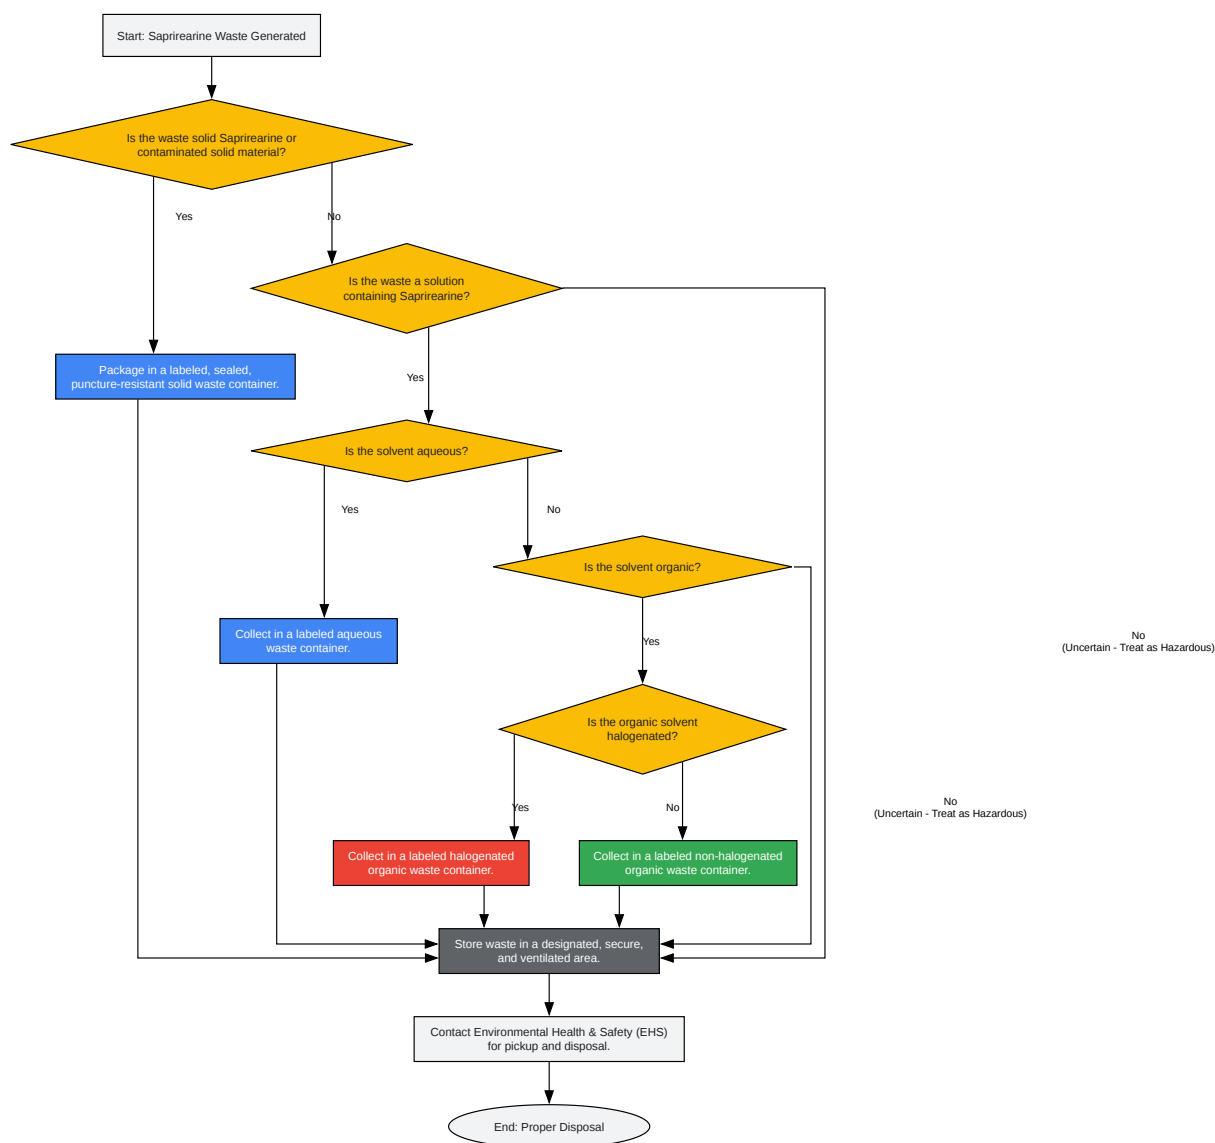 Start: Saprirearine Waste Generated
Is the waste solid Saprirearine or
contaminated solid material?
Yes
No
Is the waste a solution
containing Saprirearine?
Package in a labeled, sealed,
puncture-resistant solid waste container.
Yes
Is the solvent aqueous?
Yes
No
Is the solvent organic?
Collect in a labeled aqueous
waste container.
Yes
No
(Uncertain - Treat as Hazardous)
Is the organic solvent
halogenated?
Yes
No
No
(Uncertain - Treat as Hazardous)
Collect in a labeled halogenated
organic waste container.
Collect in a labeled non-halogenated
organic waste container.
Store waste in a designated, secure,
and ventilated area.
Contact Environmental Health & Safety (EHS)
for pickup and disposal.
End: Proper Disposal